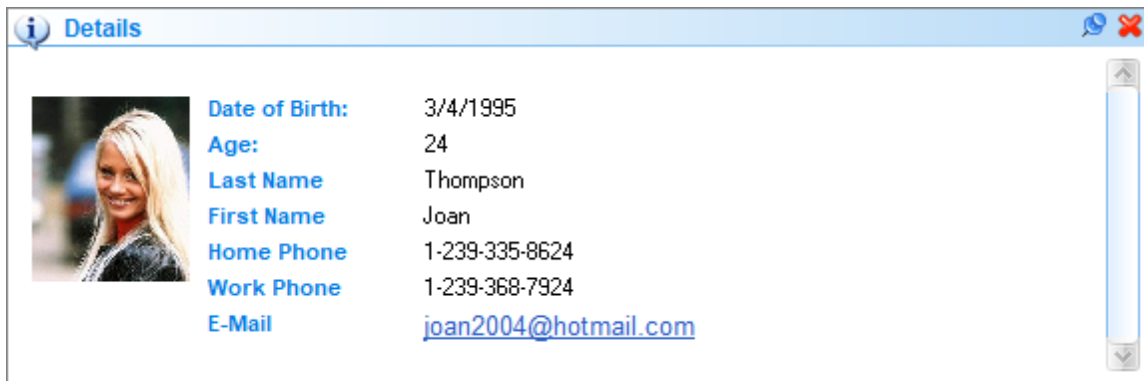 Details
Date of Birth: 3/4/1995
Age: 24
Last Name Thompson
First Name Joan
Home Phone 1-239-335-8624
Work Phone 1-239-368-7924
E-Mail joan2004@hotmail.com